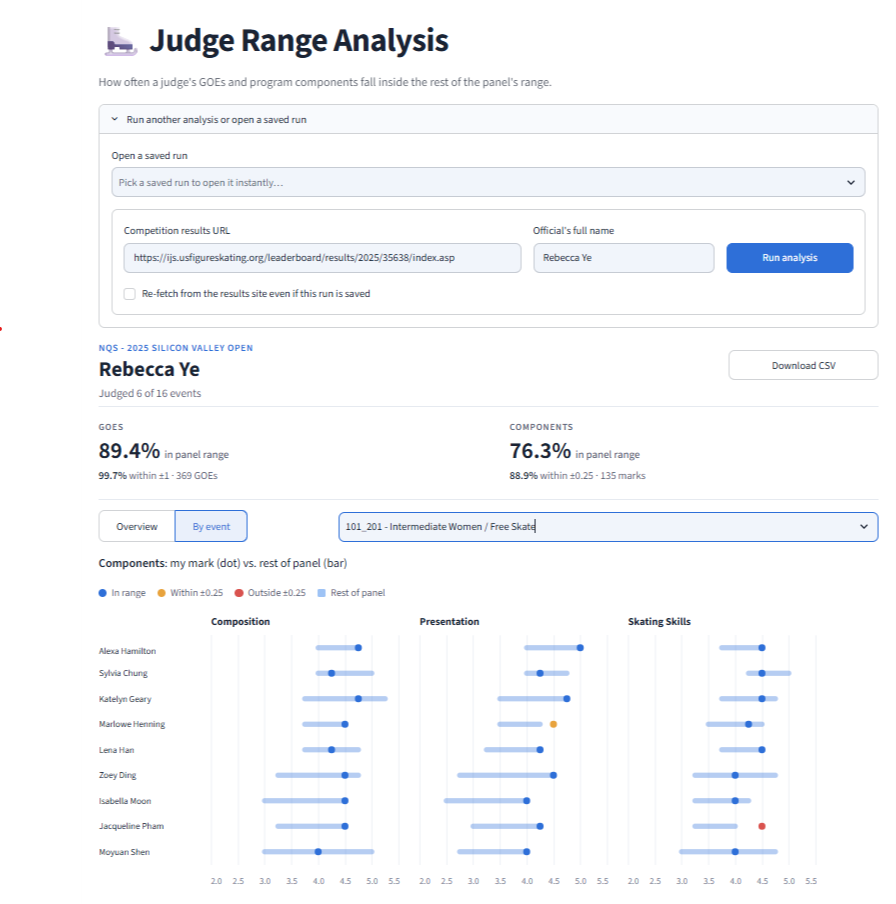 Judge Range Analysis
How often a judge's GOEs and program components fall inside the rest of the panel's range.
Run another analysis or open a saved run
Open a saved run
Pick a saved run to open it instantly...
Competition results URL
Official's full name
https://ijs.usfigureskating.org/leaderboard/results/2025/35638/index.asp
Rebecca Ye
Run analysis
Re-fetch from the results site even if this run is saved
NQS - 2025 SILICON VALLEY OPEN
Rebecca Ye
Download CSV
Judged 6 of 16 events
GOES
COMPONENTS
89.4% in panel range
76.3% in panel range
99.7% within ±1 · 369 GOEs
88.9% within ±0.25 · 135 marks
Overview
By event
101_201 - Intermediate Women / Free Skate
Components: my mark (dot) vs. rest of panel (bar)
In range
Within ±0.25
Outside ±0.25
Rest of panel
Composition
Presentation
Skating Skills
Alexa Hamilton
Sylvia Chung
Katelyn Geary
Marlowe Henning
Lena Han
Zoey Ding
Isabella Moon
Jacqueline Pham
Moyuan Shen
2.0 2.5 3.0 3.5 4.0 4.5 5.0 5.5
2.0 2.5 3.0 3.5 4.0 4.5 5.0 5.5
2.0 2.5 3.0 3.5 4.0 4.5 5.0 5.5